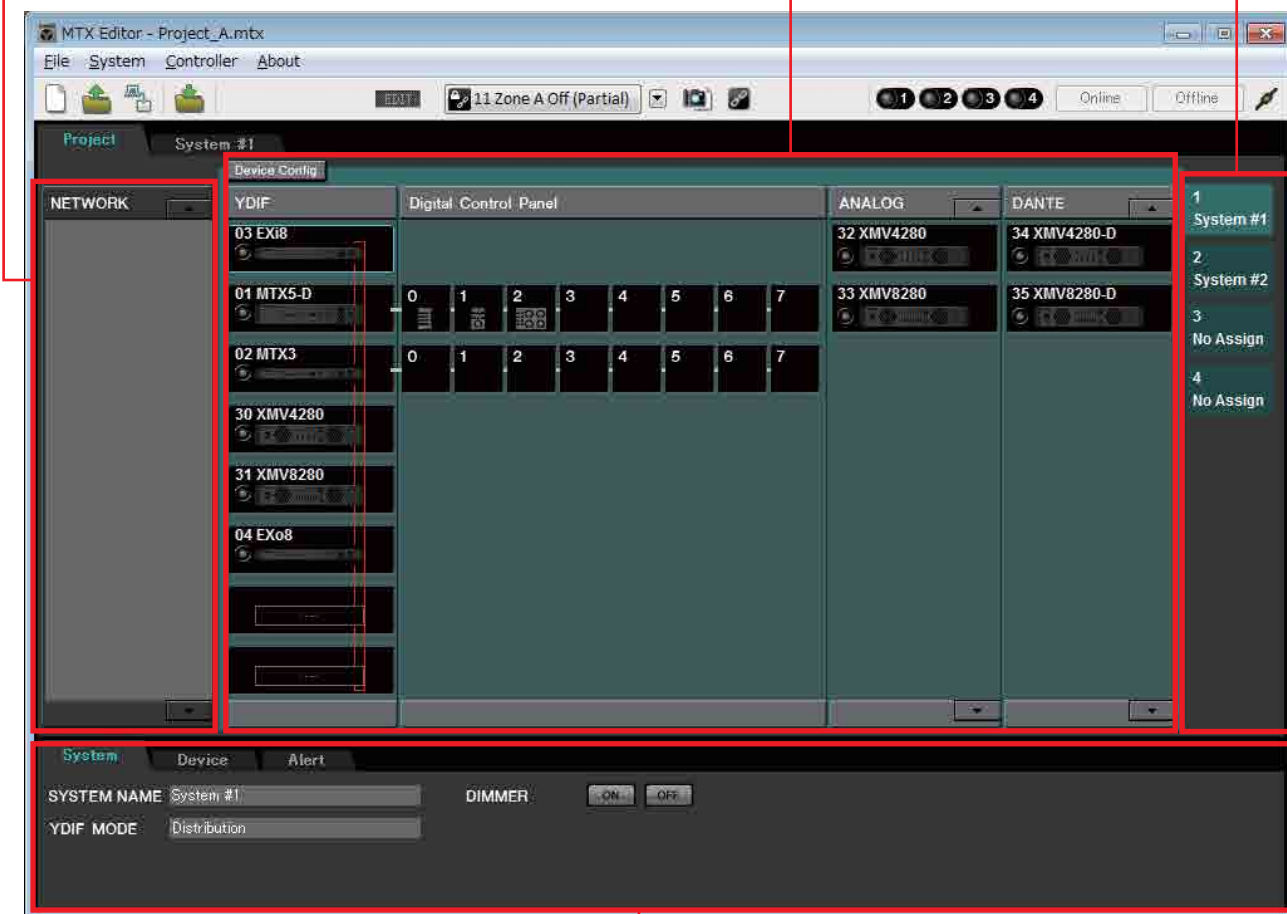 MTX Editor - Project_A.mtx
File System Controller About
EDIT 11 Zone A Off (Partial) 1 2 3 4 Online Offline
Project System #1
Device Config
NETWORK YDIF Digital Control Panel ANALOG DANTE
1
System #1
2
System #2
3
No Assign
4
No Assign
03 EXi8 32 XMV4280 34 XMV4280-D
01 MTX5-D 0 1 2 3 4 5 6 7 33 XMV8280 35 XMV8280-D
02 MTX3 0 1 2 3 4 5 6 7
30 XMV4280
31 XMV8280
04 EXo8
---
---
System Device Alert
SYSTEM NAME System #1 DIMMER ON OFF
YDIF MODE Distribution